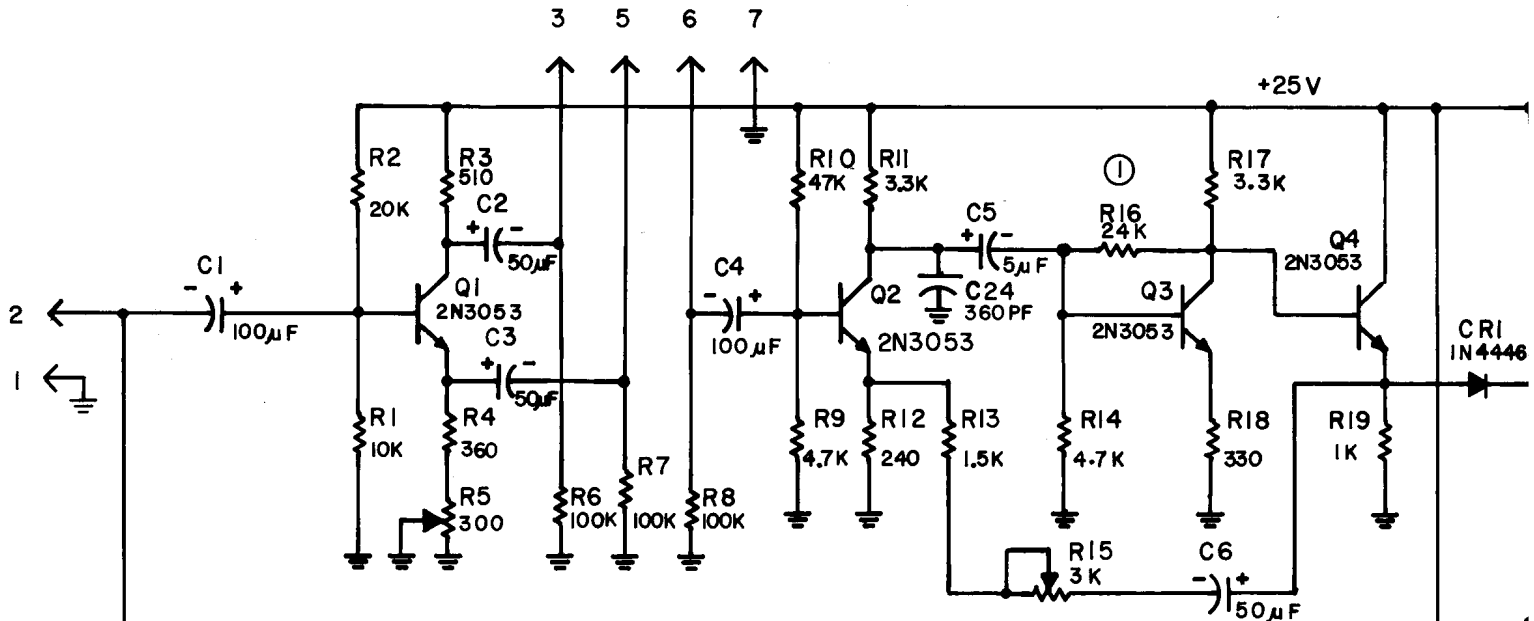 3 5 6 7
+25V
R2
20K
R3
510
C2
+ -
50µF
R10
47K
R11
3.3K
1
R16
24K
R17
3.3K
C5
+ -
5µF
Q4
2N3053
C1
- +
100µF
Q1
2N3053
C4
- +
100µF
Q2
2N3053
C24
360PF
Q3
2N3053
2
1
C3
+ -
50µF
CR1
1N4446
R1
10K
R4
360
R9
4.7K
R12
240
R13
1.5K
R14
4.7K
R18
330
R19
1K
R5
300
R6
100K
R7
100K
R8
100K
R15
3K
C6
- +
50µF